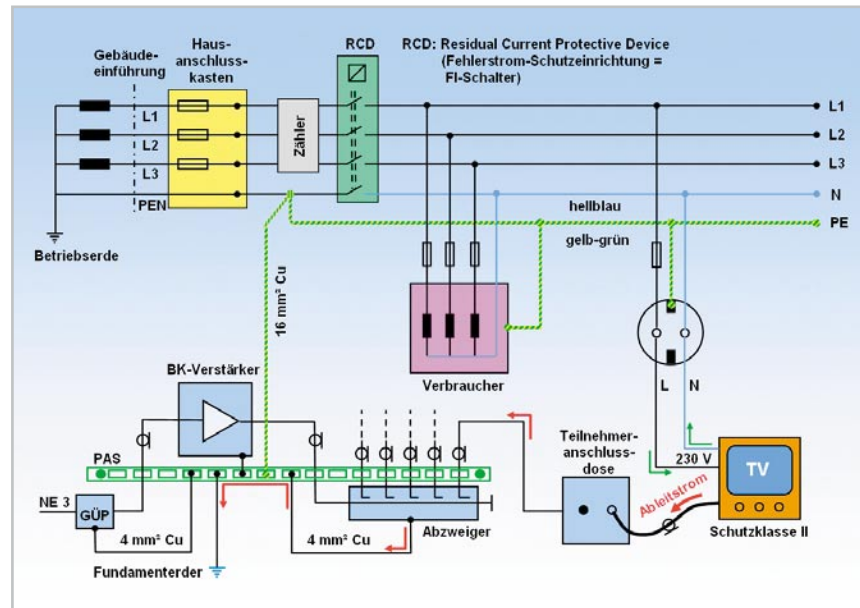 Gebäude-
einführung
Haus-
anschluss-
kasten
RCD
RCD: Residual Current Protective Device
(Fehlerstrom-Schutzeinrichtung =
FI-Schalter)
L1
L2
L3
PEN
Zähler
L1
L2
L3
N
PE
hellblau
gelb-grün
Betriebserde
16 mm² Cu
Verbraucher
L
N
BK-Verstärker
PAS
NE 3
GÜP
4 mm² Cu
4 mm² Cu
Fundamenterder
Abzweiger
Teilnehmer-
anschluss-
dose
230 V
TV
Ableitstrom
Schutzklasse II